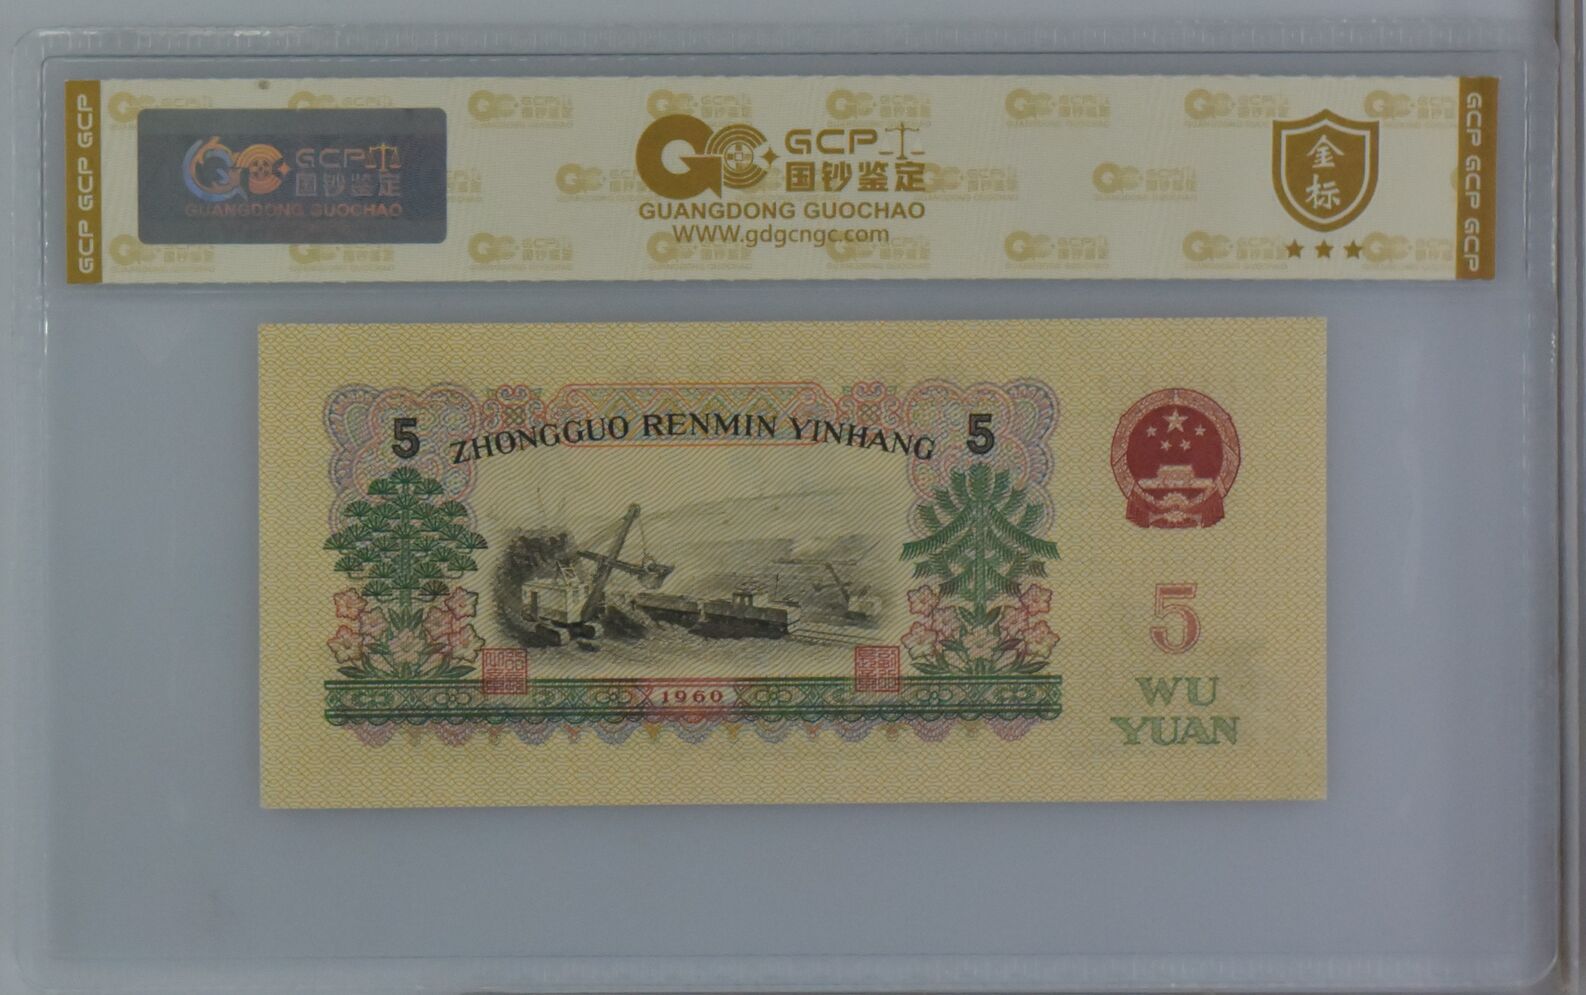 GCP GCP GCP
GCP
国钞鉴定
GUANGDONG GUOCHAO
GCP
国钞鉴定
GUANGDONG GUOCHAO
WWW.gdgcngc.com
金标
GCP GCP GCP
5 ZHONGGUO RENMIN YINHANG 5
1960
5
WU
YUAN